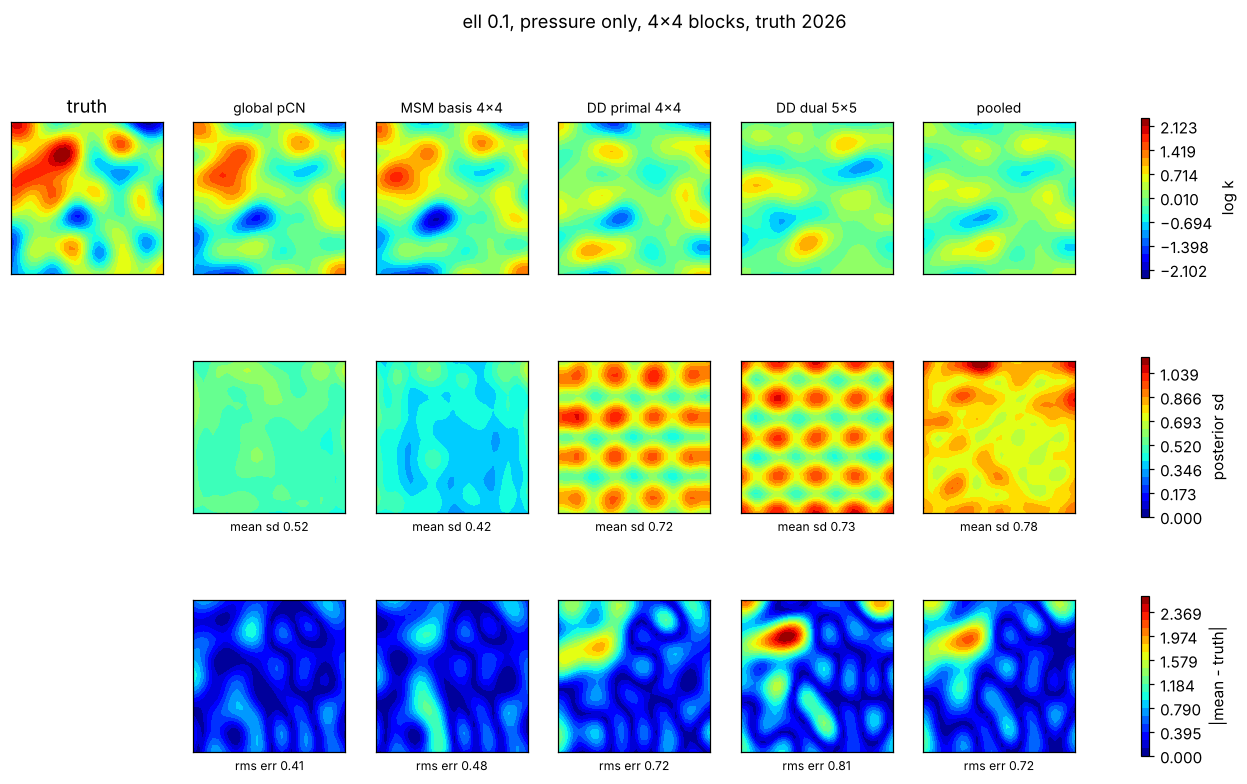 ell 0.1, pressure only, 4×4 blocks, truth 2026
truth
global pCN
MSM basis 4×4
DD primal 4×4
DD dual 5×5
pooled
2.123
1.419
0.714
0.010
−0.694
−1.398
−2.102
log k
1.039
0.866
0.693
0.520
0.346
0.173
0.000
posterior sd
mean sd 0.52
mean sd 0.42
mean sd 0.72
mean sd 0.73
mean sd 0.78
2.369
1.974
1.579
1.184
0.790
0.395
0.000
|mean - truth|
rms err 0.41
rms err 0.48
rms err 0.72
rms err 0.81
rms err 0.72